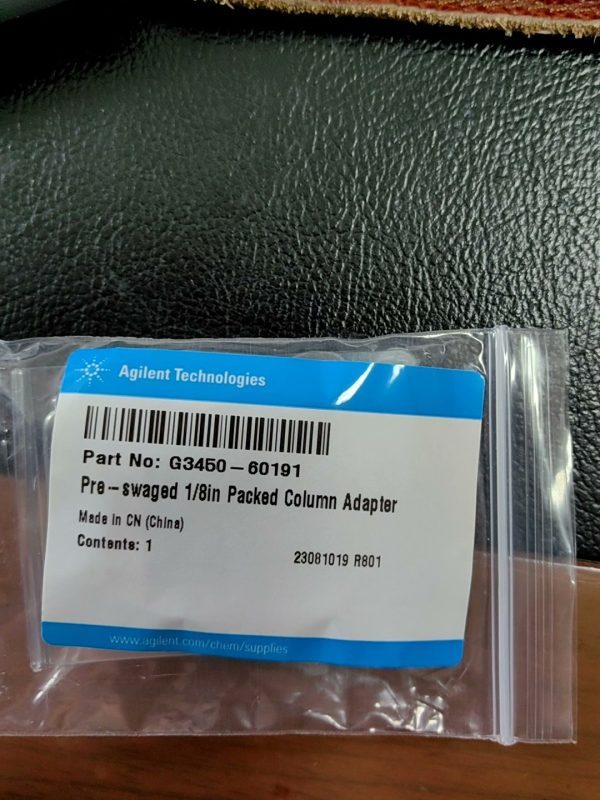 Agilent Technologies
Part No: G3450-60191
Pre-swaged 1/8in Packed Column Adapter
Made in CN (China)
Contents: 1
23081019 R801
www.agilent.com/chem/supplies